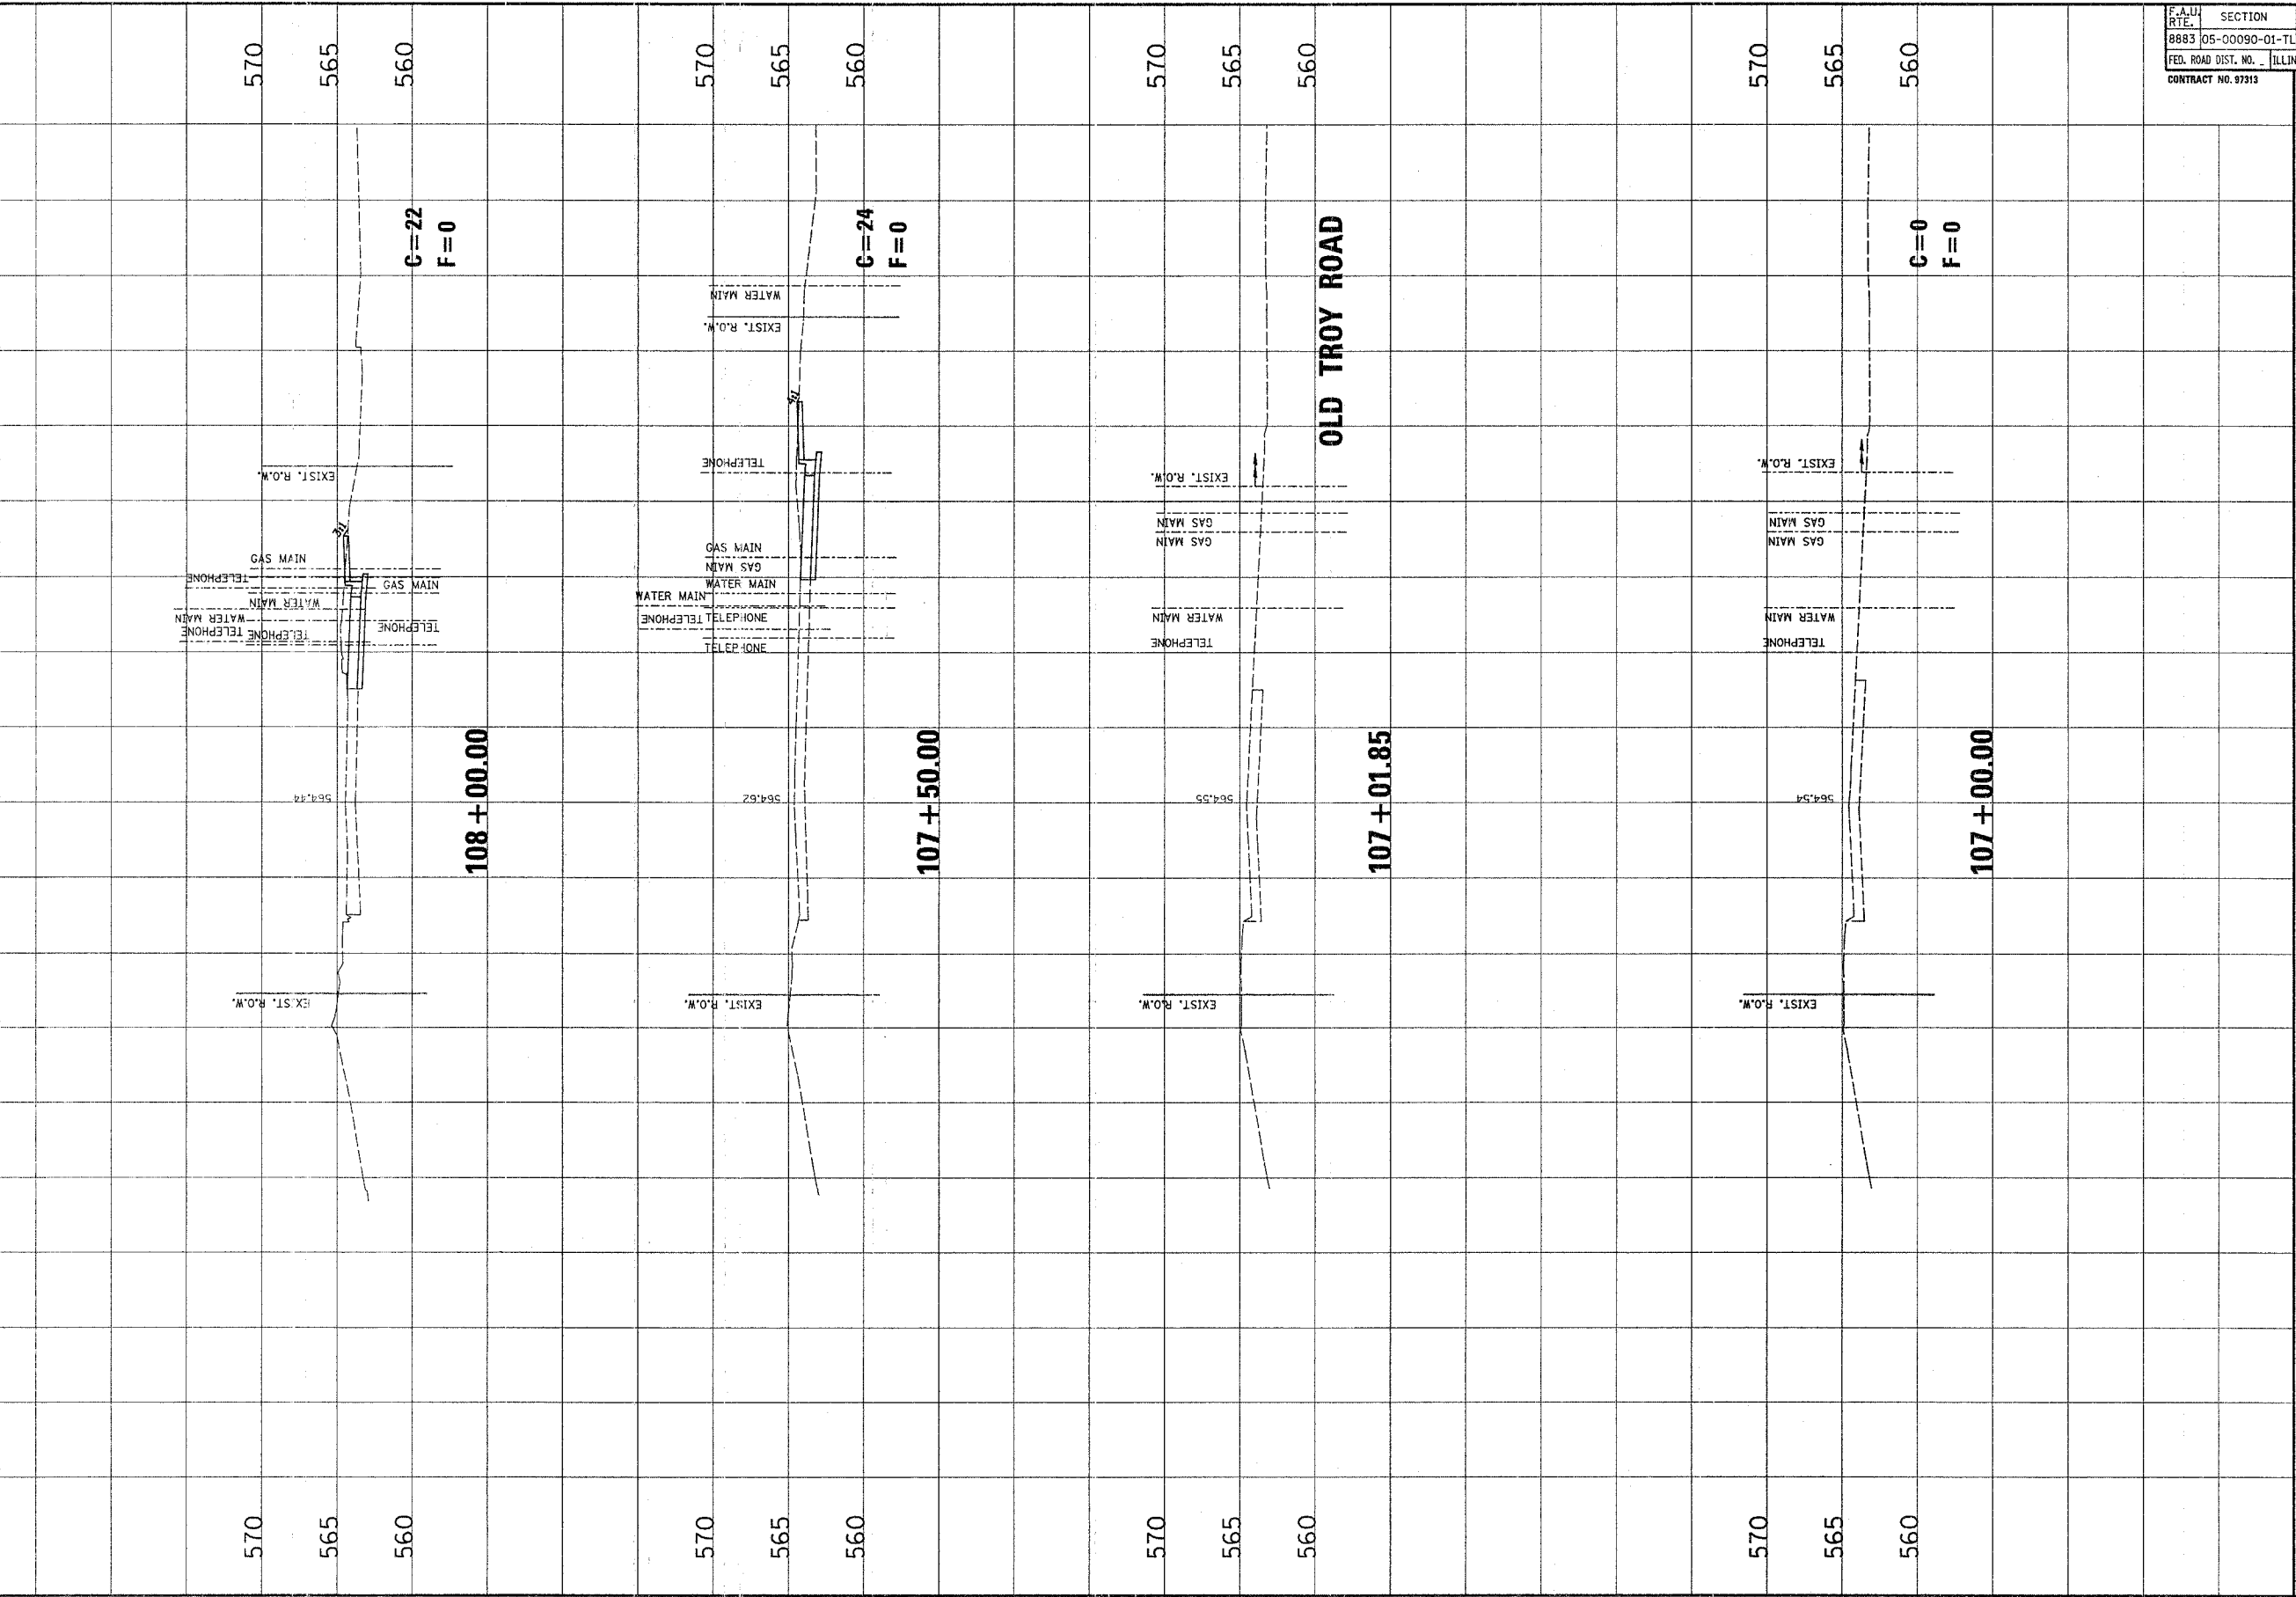 F.A.U. RTE. SECTION
8883 05-00090-01-TL
FED. ROAD DIST. NO. _ ILLIN
CONTRACT NO. 97313
570
565
560
C=22
F=0
EXIST. R.O.W.
3:1
GAS MAIN
TELEPHONE
GAS MAIN
WATER MAIN
WATER MAIN
TELEPHONE
TELEPHONE
TELEPHONE
564.44
108+00.00
EXIST. R.O.W.
570
565
560
570
565
560
C=24
F=0
WATER MAIN
EXIST. R.O.W.
4:1
TELEPHONE
GAS MAIN
GAS MAIN
WATER MAIN
WATER MAIN
TELEPHONE
TELEPHONE
TELEPHONE
564.62
107+50.00
EXIST. R.O.W.
570
565
560
570
565
560
OLD TROY ROAD
EXIST. R.O.W.
GAS MAIN
GAS MAIN
WATER MAIN
TELEPHONE
564.55
107+01.85
EXIST. R.O.W.
570
565
560
570
565
560
C=0
F=0
EXIST. R.O.W.
GAS MAIN
GAS MAIN
WATER MAIN
TELEPHONE
564.54
107+00.00
EXIST. R.O.W.
570
565
560